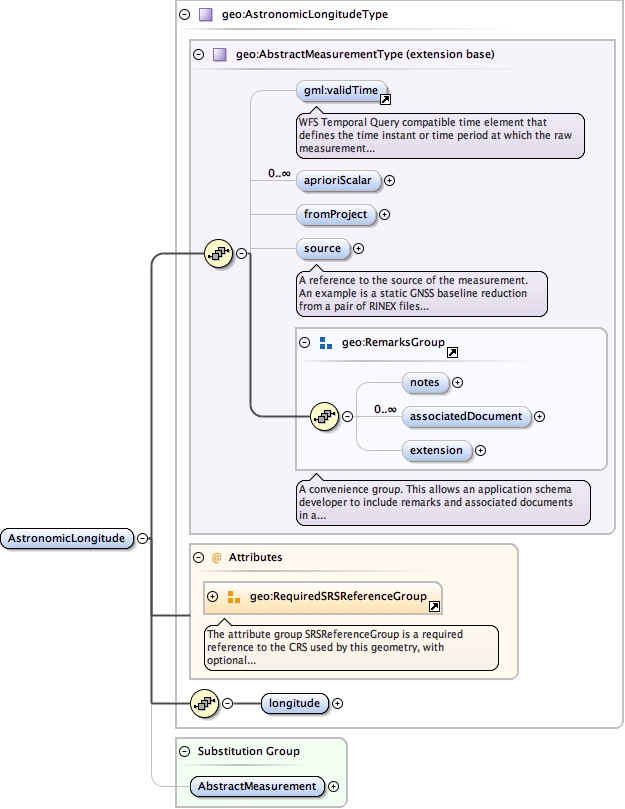 geo:AstronomicLongitudeType
geo:AbstractMeasurementType (extension base)
gml:validTime
WFS Temporal Query compatible time element that
defines the time instant or time period at which the raw
measurement...
0..∞
aprioriScalar
fromProject
source
A reference to the source of the measurement.
An example is a static GNSS baseline reduction
from a pair of RINEX files...
geo:RemarksGroup
notes
0..∞
associatedDocument
extension
A convenience group. This allows an application schema
developer to include remarks and associated documents
in a...
AstronomicLongitude
@ Attributes
geo:RequiredSRSReferenceGroup
The attribute group SRSReferenceGroup is a required
reference to the CRS used by this geometry, with
optional...
longitude
Substitution Group
AbstractMeasurement